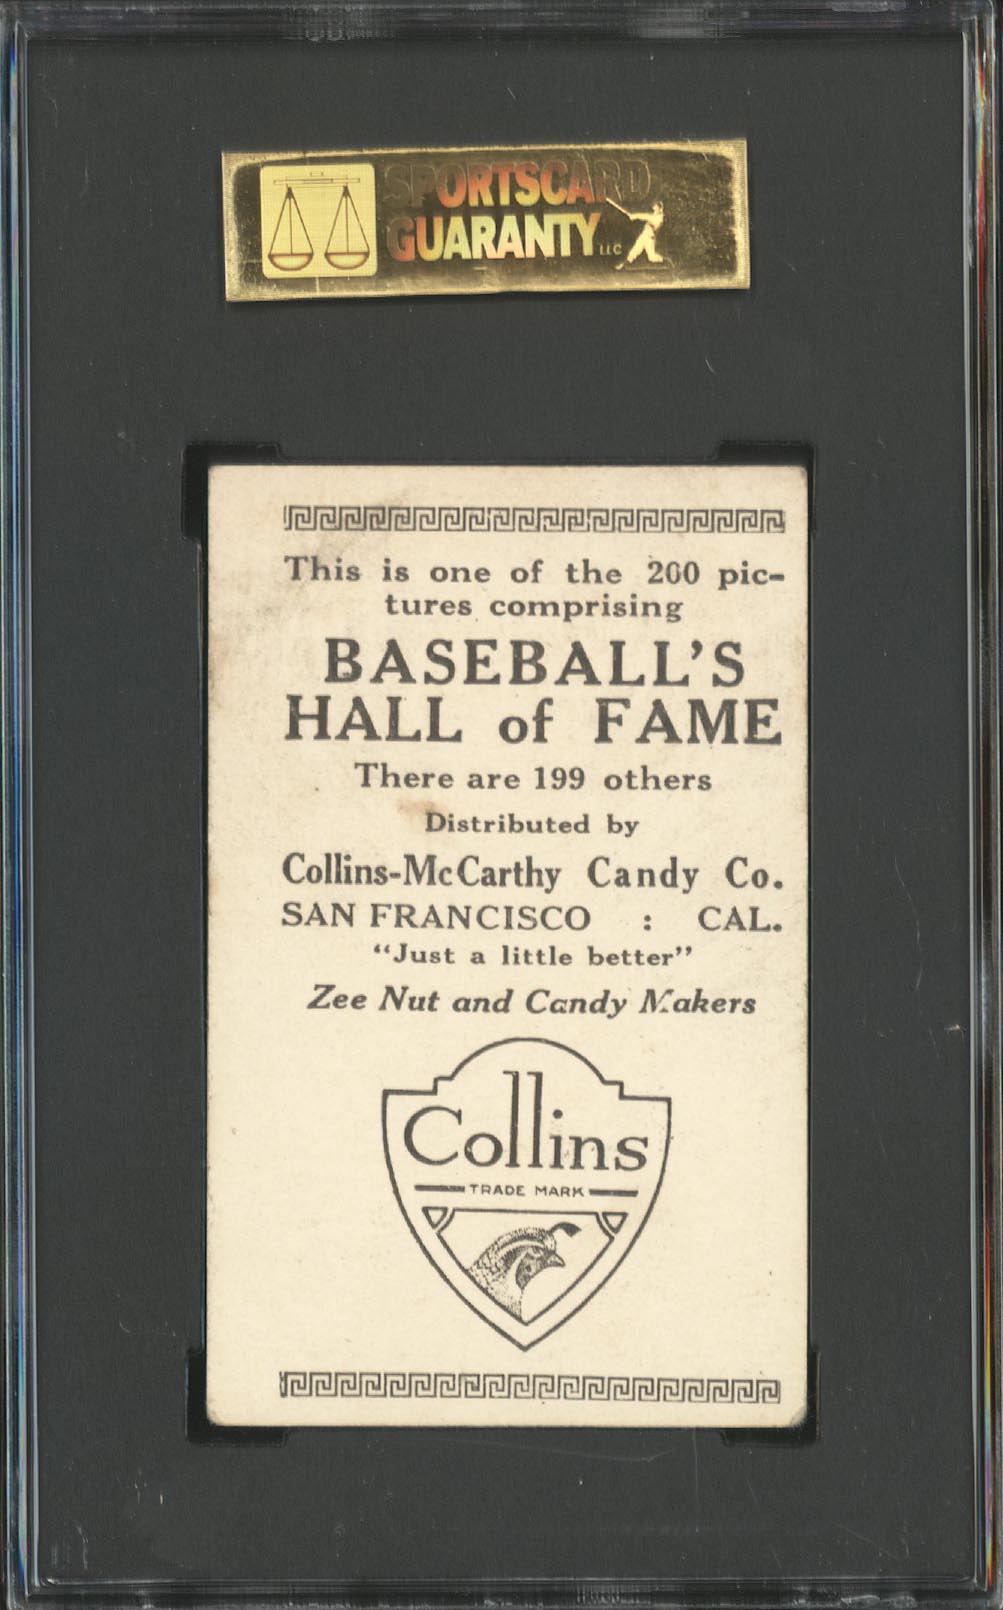 SPORTSCARD
GUARANTY LLC
This is one of the 200 pic-
tures comprising
BASEBALL'S
HALL of FAME
There are 199 others
Distributed by
Collins-McCarthy Candy Co.
SAN FRANCISCO : CAL.
"Just a little better"
Zee Nut and Candy Makers
Collins
TRADE MARK